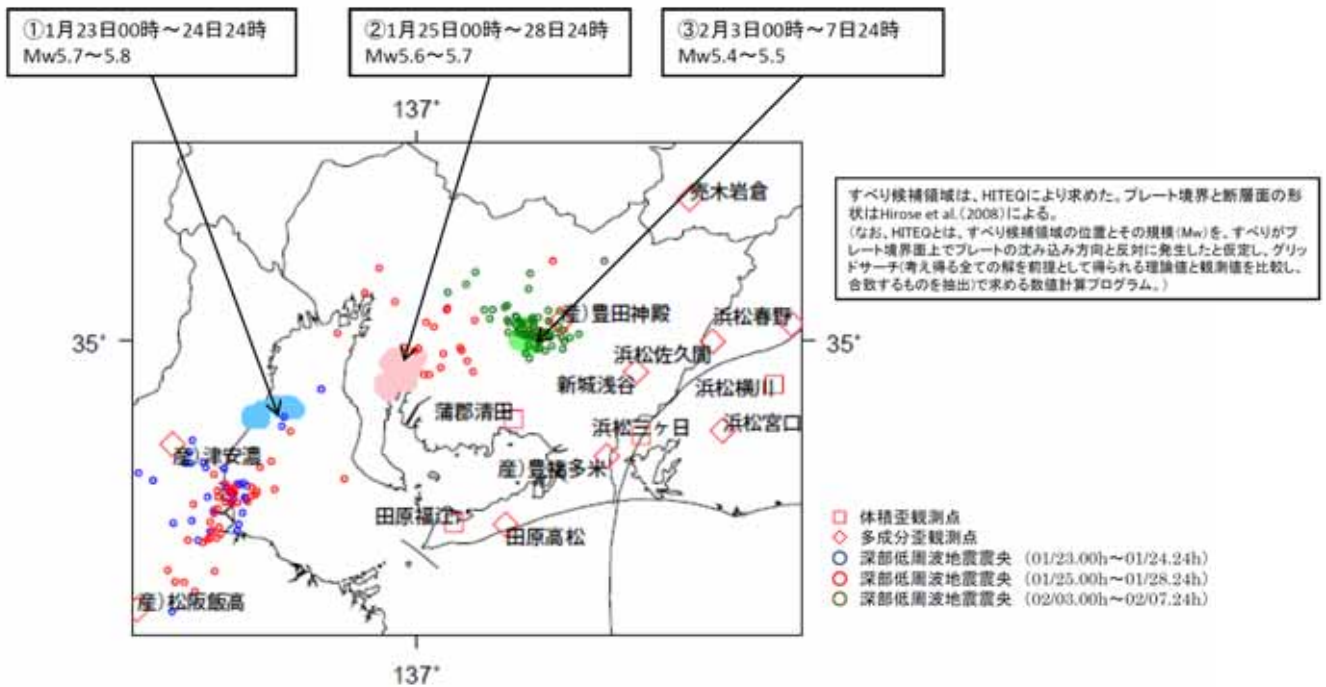 ①1月23日00時～24日24時
Mw5.7～5.8
②1月25日00時～28日24時
Mw5.6～5.7
③2月3日00時～7日24時
Mw5.4～5.5
137°
売木岩倉
すべり候補領域は、HITEQにより求めた。プレート境界と断層面の形
状はHirose et al.(2008)による。
(なお、HITEQとは、すべり候補領域の位置とその規模(Mw)を、すべりがプ
レート境界面上でプレートの沈み込み方向と反対に発生したと仮定し、グリッ
ドサーチ(考え得る全ての解を前提として得られる理論値と観測値を比較し、
合致するものを抽出)で求める数値計算プログラム。)
産)豊田神殿
浜松春野
35°
35°
浜松佐久間
新城浅谷
浜松横川
蒲郡清田
浜松三ヶ日
浜松宮口
産)津安濃
産)豊橋多米
田原福江
田原高松
産)松阪飯高
体積歪観測点
多成分歪観測点
深部低周波地震震央 (01/23.00h～01/24.24h)
深部低周波地震震央 (01/25.00h～01/28.24h)
深部低周波地震震央 (02/03.00h～02/07.24h)
137°